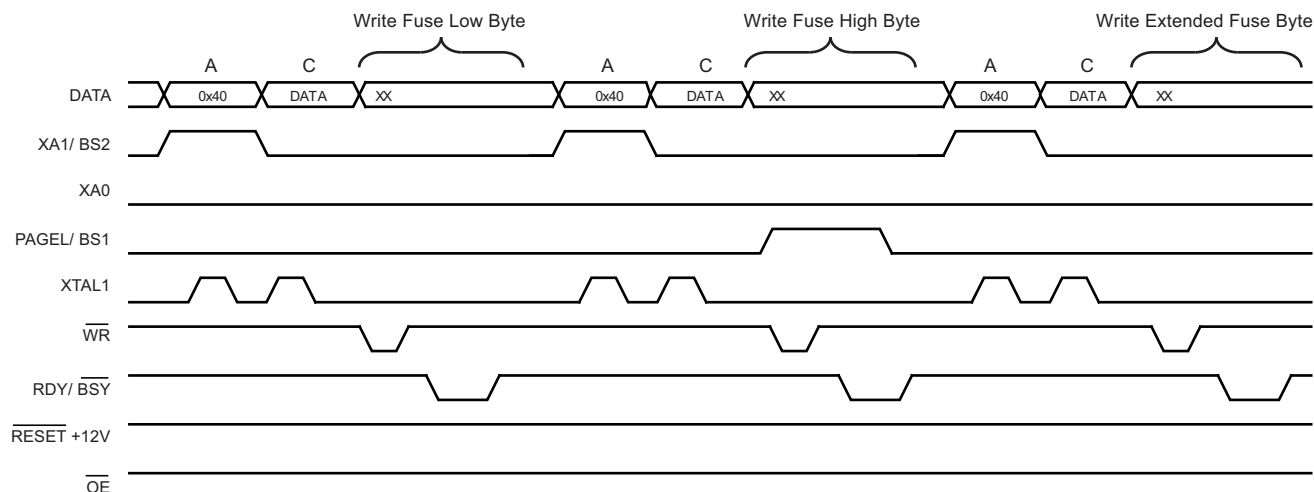 Write Fuse Low Byte Write Fuse High Byte Write Extended Fuse Byte
A C A C A C
DATA 0x40 DATA XX 0x40 DATA XX 0x40 DATA XX
XA1/ BS2
XA0
PAGEL/ BS1
XTAL1
WR
RDY/ BSY
RESET +12V
OE